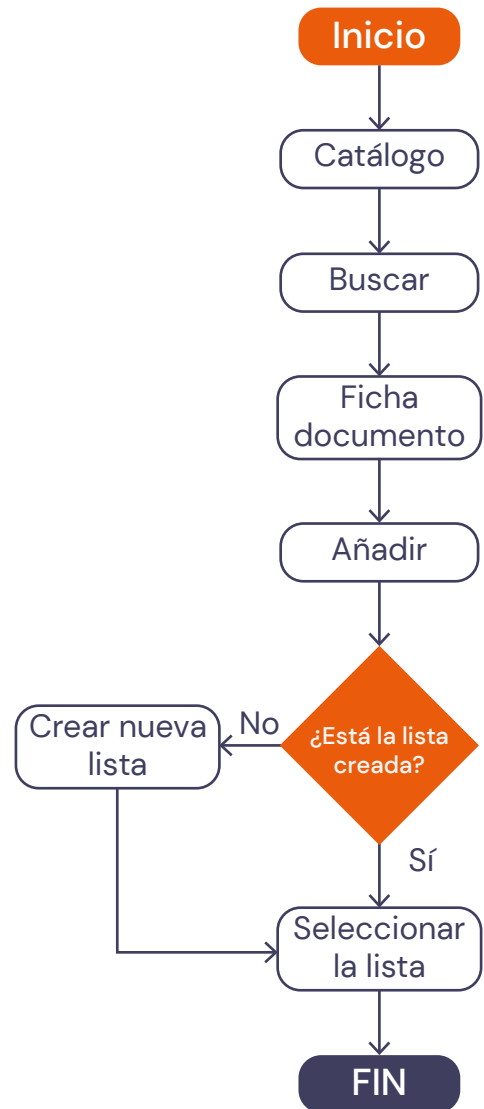 Inicio
Catálogo
Buscar
Ficha
documento
Añadir
¿Está la lista
creada?
No
Crear nueva
lista
Sí
Seleccionar
la lista
FIN